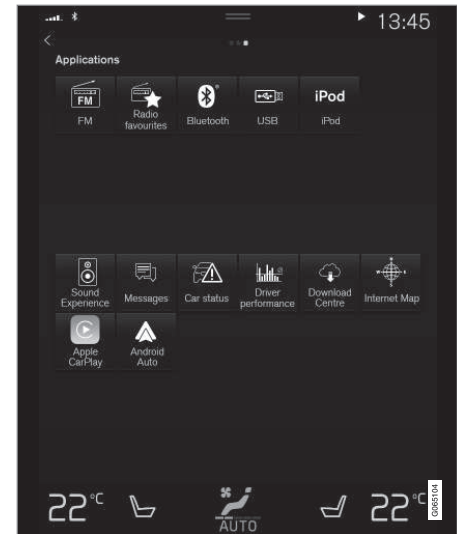 13:45
Applications
FM
FM
Radio
favourites
Bluetooth
USB
iPod
iPod
Sound
Experience
Messages
Car status
Driver
performance
Download
Centre
Internet Map
Apple
CarPlay
Android
Auto
22°C
AUTO
22°C
G065104